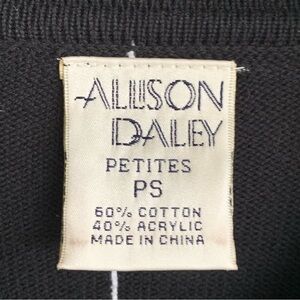 ALLISON
DALEY
PETITES
PS
60% COTTON
40% ACRYLIC
MADE IN CHINA